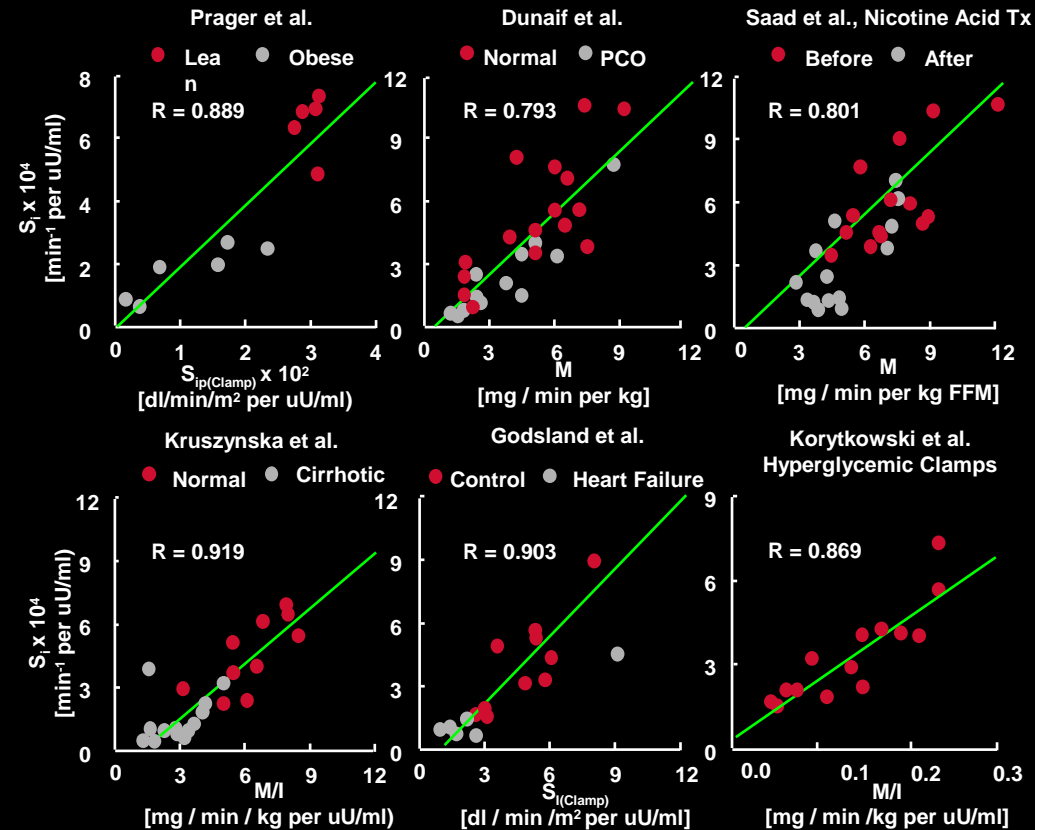 Prager et al.
Lea
n
Obese
R = 0.889
8
6
4
2
0
Si x 10⁴
[min⁻¹ per uU/ml)
0 1 2 3 4
Sip(Clamp) x 10²
[dl/min/m² per uU/ml)
Dunaif et al.
Normal PCO
R = 0.793
12
9
6
3
0
0 3 6 9 12
M
[mg / min per kg]
Saad et al., Nicotine Acid Tx
Before After
R = 0.801
12
9
6
3
0
0 3 6 9 12
M
[mg / min per kg FFM]
Kruszynska et al.
Normal Cirrhotic
R = 0.919
12
9
6
3
0
Si x 10⁴
[min⁻¹ per uU/ml)
0 3 6 9 12
M/I
[mg / min / kg per uU/ml)
Godsland et al.
Control Heart Failure
R = 0.903
12
9
6
3
0
0 3 6 9 12
SI(Clamp)
[dl / min /m² per uU/ml]
Korytkowski et al.
Hyperglycemic Clamps
R = 0.869
9
6
3
0
0.0 0.1 0.3
M/I
[mg / min /kg per uU/ml]